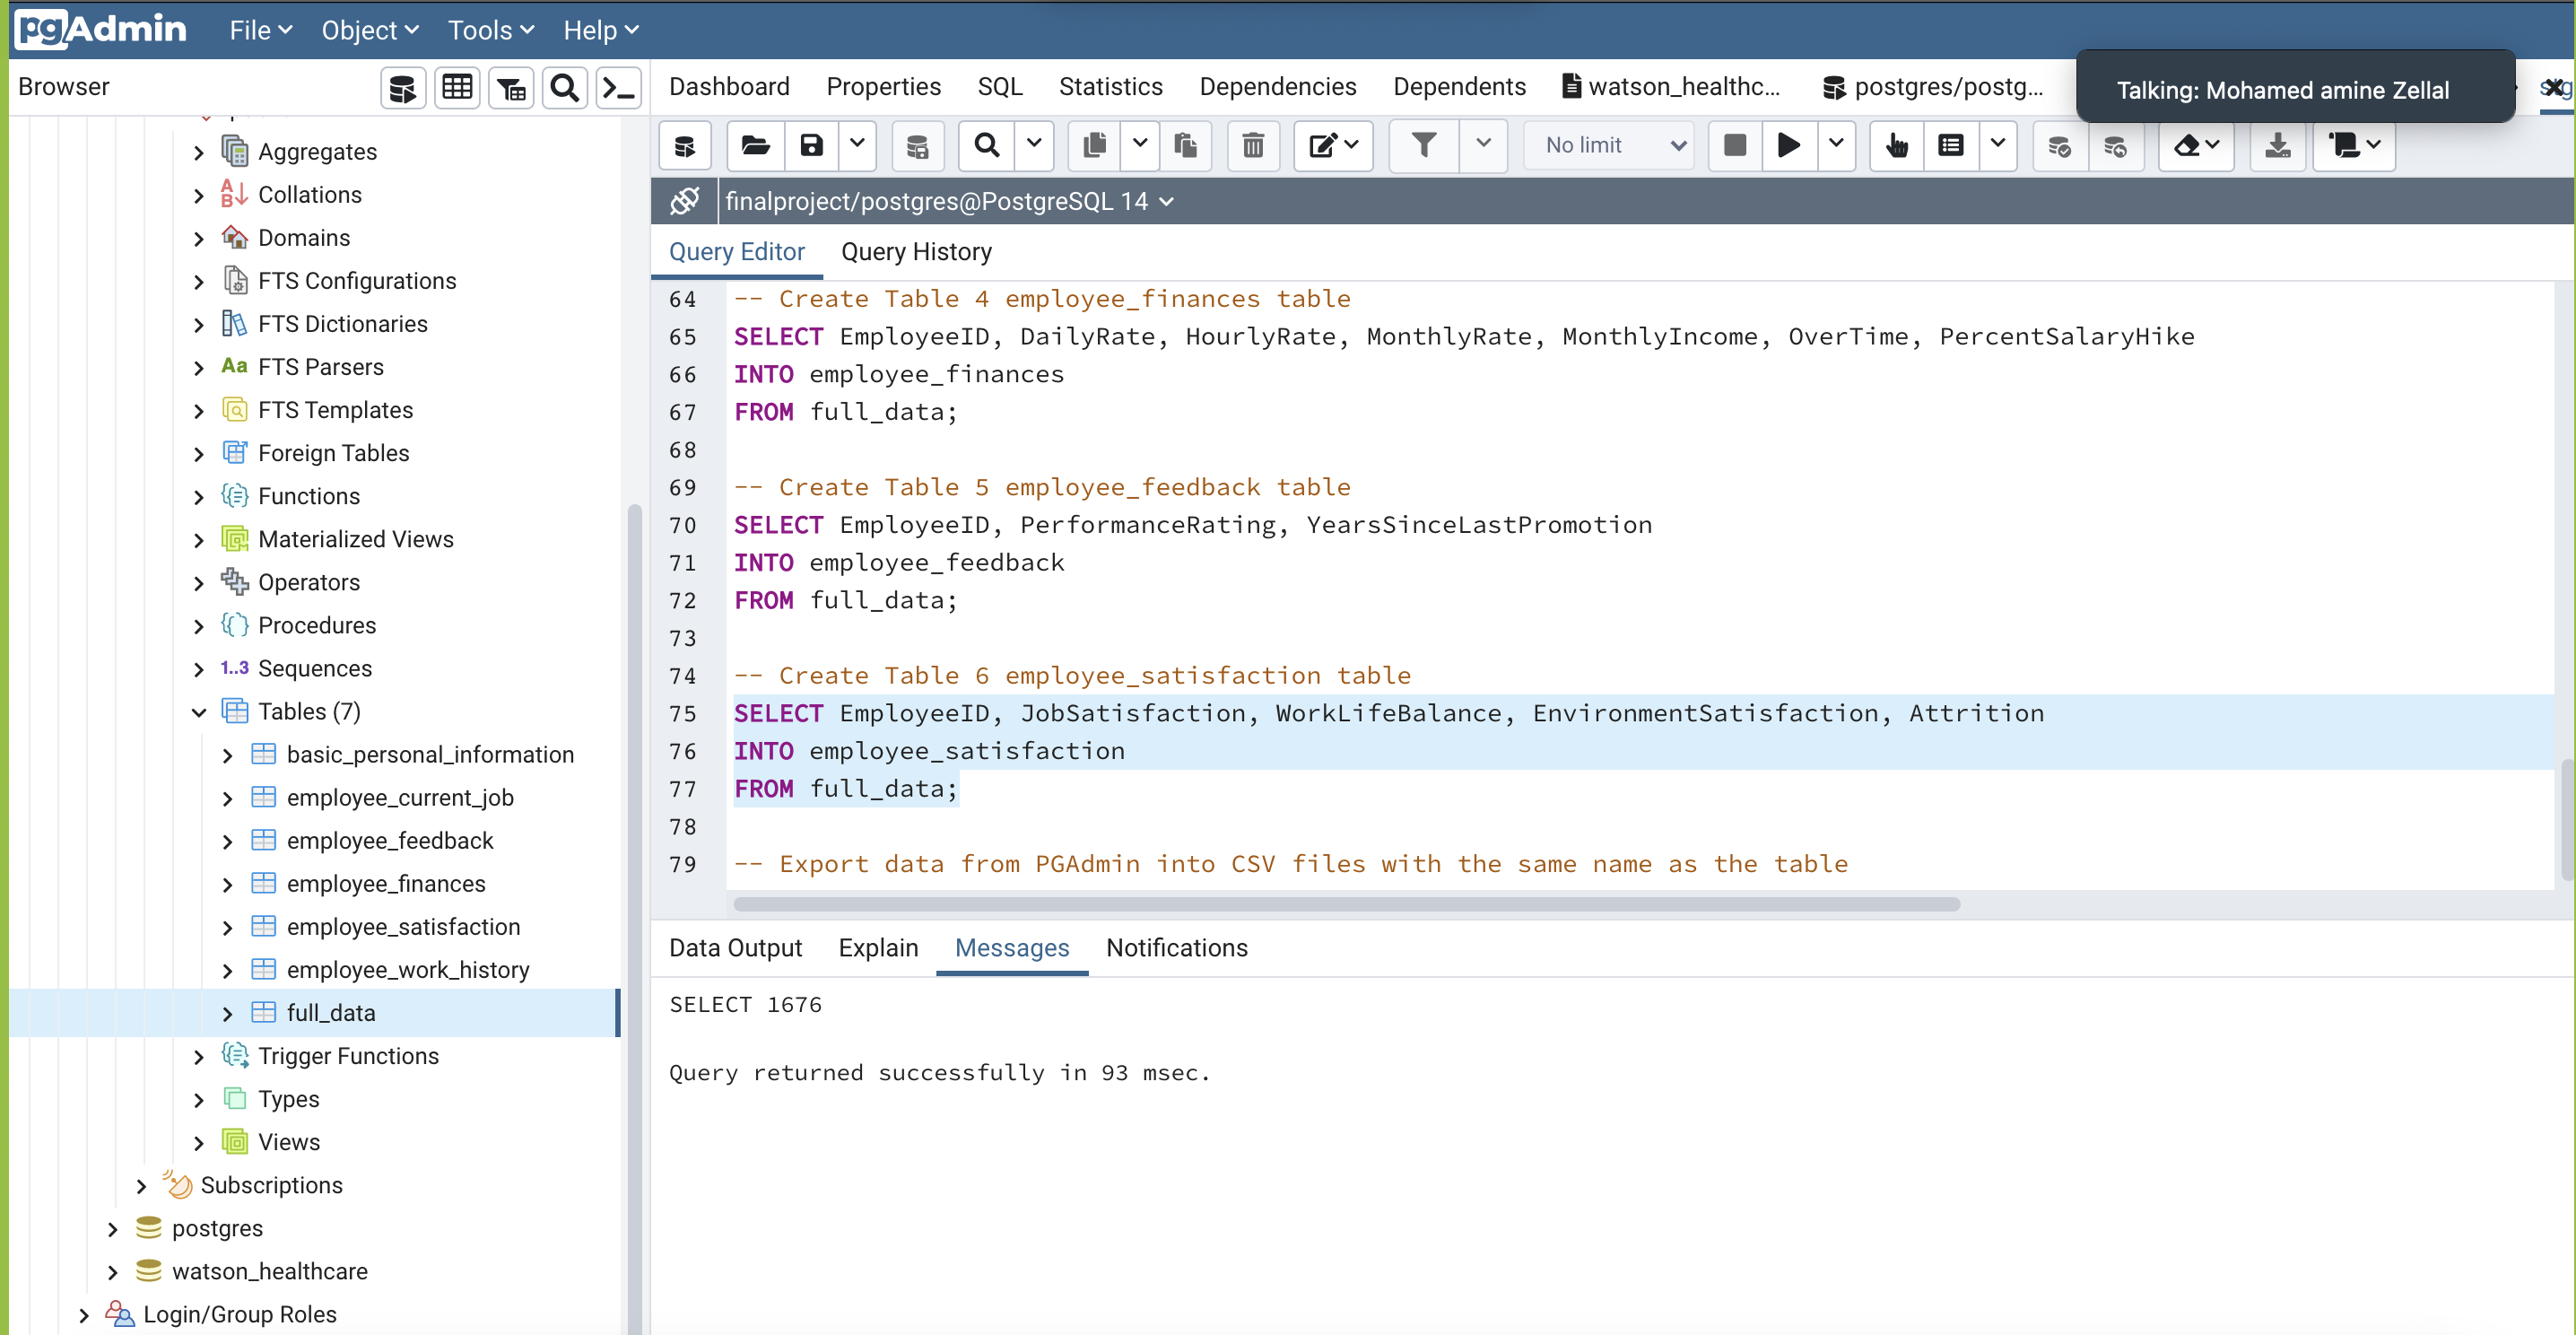 pgAdmin File Object Tools Help
Talking: Mohamed amine Zellal
Browser
Dashboard Properties SQL Statistics Dependencies Dependents watson_healthc... postgres/postg...
No limit
finalproject/postgres@PostgreSQL 14
Query Editor Query History
Aggregates
Collations
Domains
FTS Configurations
FTS Dictionaries
Aa FTS Parsers
FTS Templates
Foreign Tables
Functions
Materialized Views
Operators
Procedures
1..3 Sequences
Tables (7)
basic_personal_information
employee_current_job
employee_feedback
employee_finances
employee_satisfaction
employee_work_history
full_data
Trigger Functions
Types
Views
Subscriptions
postgres
watson_healthcare
Login/Group Roles
64 -- Create Table 4 employee_finances table
65 SELECT EmployeeID, DailyRate, HourlyRate, MonthlyRate, MonthlyIncome, OverTime, PercentSalaryHike
66 INTO employee_finances
67 FROM full_data;
68
69 -- Create Table 5 employee_feedback table
70 SELECT EmployeeID, PerformanceRating, YearsSinceLastPromotion
71 INTO employee_feedback
72 FROM full_data;
73
74 -- Create Table 6 employee_satisfaction table
75 SELECT EmployeeID, JobSatisfaction, WorkLifeBalance, EnvironmentSatisfaction, Attrition
76 INTO employee_satisfaction
77 FROM full_data;
78
79 -- Export data from PGAdmin into CSV files with the same name as the table
Data Output Explain Messages Notifications
SELECT 1676
Query returned successfully in 93 msec.